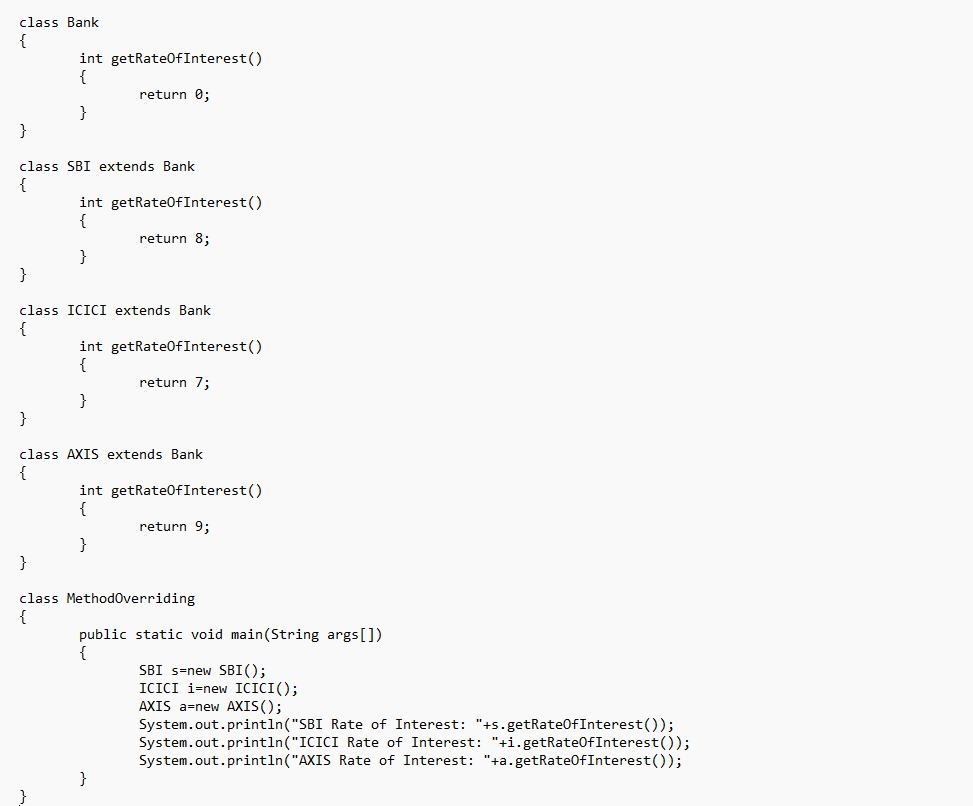 class Bank
{
int getRateOfInterest()
{
return 0;
}
}
class SBI extends Bank
{
int getRateOfInterest()
{
return 8;
}
}
class ICICI extends Bank
{
int getRateOfInterest()
{
return 7;
}
}
class AXIS extends Bank
{
int getRateOfInterest()
{
return 9;
}
}
class MethodOverriding
{
public static void main(String args[])
{
SBI s=new SBI();
ICICI i=new ICICI();
AXIS a=new AXIS();
System.out.println("SBI Rate of Interest: "+s.getRateOfInterest());
System.out.println("ICICI Rate of Interest: "+i.getRateOfInterest());
System.out.println("AXIS Rate of Interest: "+a.getRateOfInterest());
}
}